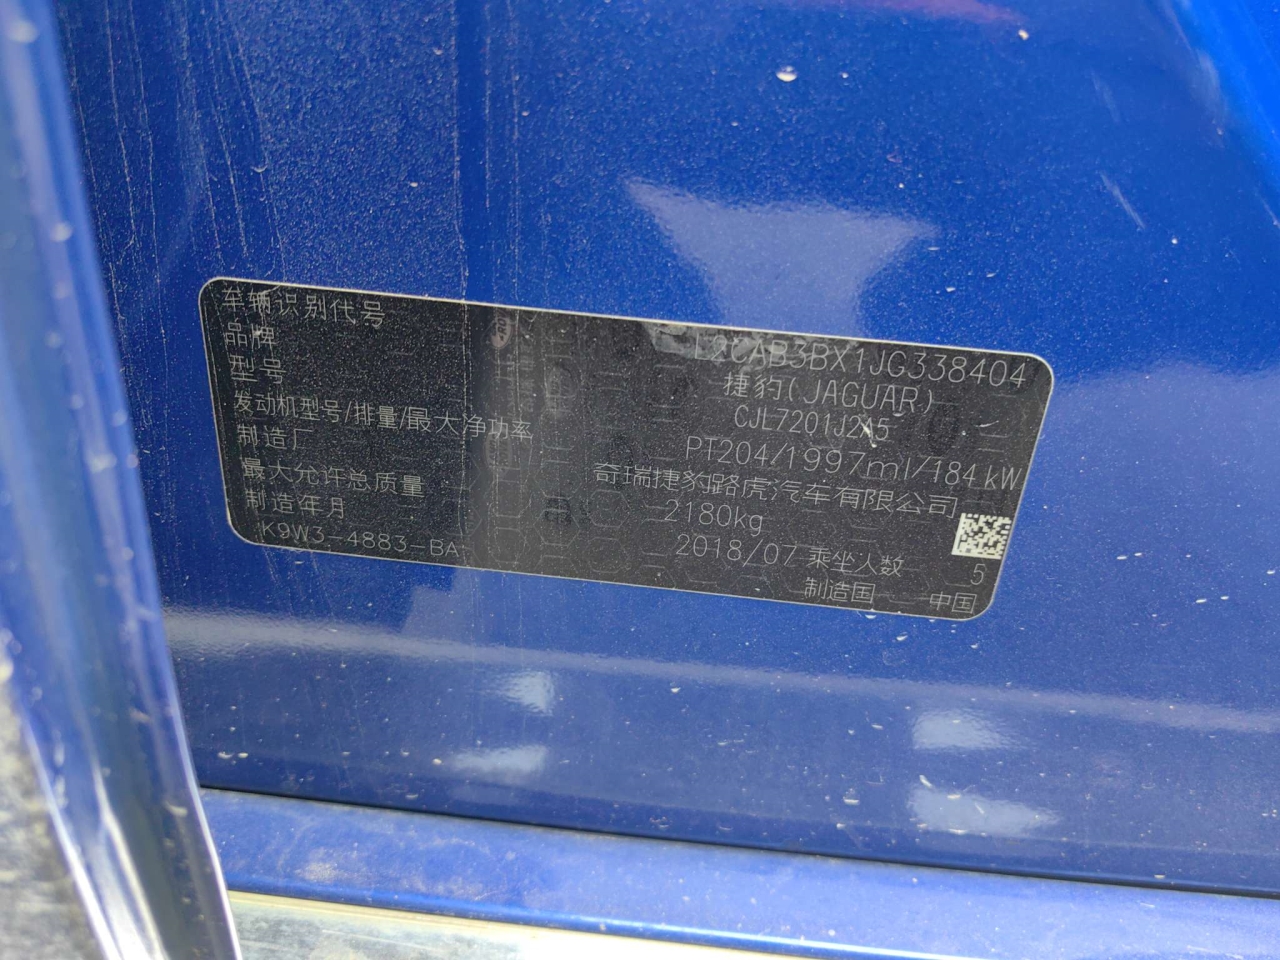 车辆识别代号 L2CAB3BX1JG338404
品牌 捷豹(JAGUAR)
型号 CJL7201J2A5
发动机型号/排量/最大净功率 PT204/1997ml/184kW
制造厂 奇瑞捷豹路虎汽车有限公司
最大允许总质量 2180kg
制造年月 2018/07 乘坐人数 5
K9W3-4883-BA 制造国 中国